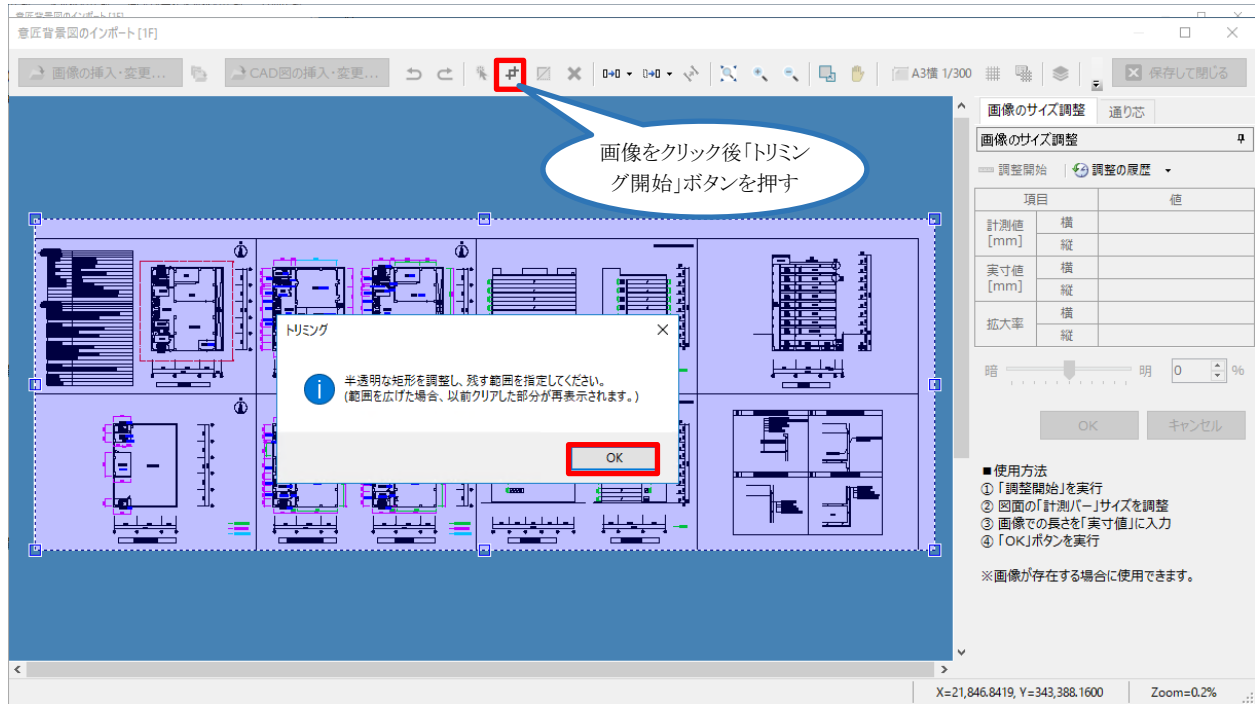 意匠背景図のインポート [1F]
意匠背景図のインポート [1F]
画像の挿入・変更...
CAD図の挿入・変更...
A3横 1/300
保存して閉じる
画像をクリック後「トリミン
グ開始」ボタンを押す
画像のサイズ調整
通り芯
画像のサイズ調整
調整開始
調整の履歴
項目
値
計測値
[mm]
横
縦
実寸値
[mm]
横
縦
拡大率
横
縦
暗
明
0
%
OK
キャンセル
トリミング
半透明な矩形を調整し、残す範囲を指定してください。
(範囲を広げた場合、以前クリアした部分が再表示されます。)
OK
■使用方法
①「調整開始」を実行
② 図面の「計測バー」サイズを調整
③ 画像での長さを「実寸値」に入力
④「OK」ボタンを実行
※画像が存在する場合に使用できます。
X=21,846.8419, Y=343,388.1600
Zoom=0.2%